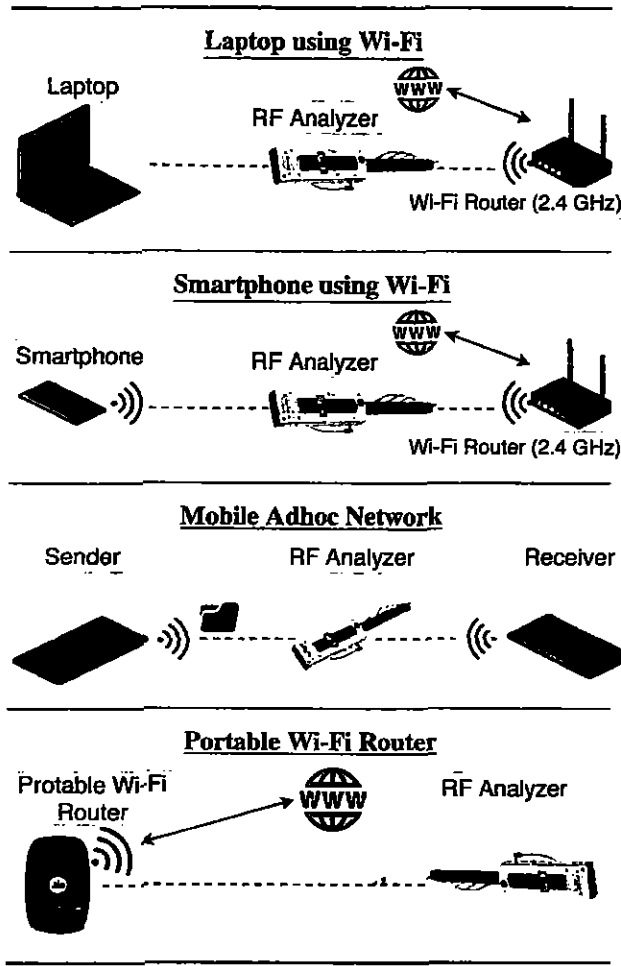 Laptop using Wi-Fi
Laptop
WWW
RF Analyzer
Wi-Fi Router (2.4 GHz)
Smartphone using Wi-Fi
WWW
Smartphone
RF Analyzer
Wi-Fi Router (2.4 GHz)
Mobile Adhoc Network
Sender
RF Analyzer
Receiver
Portable Wi-Fi Router
Protable Wi-Fi
Router
WWW
RF Analyzer